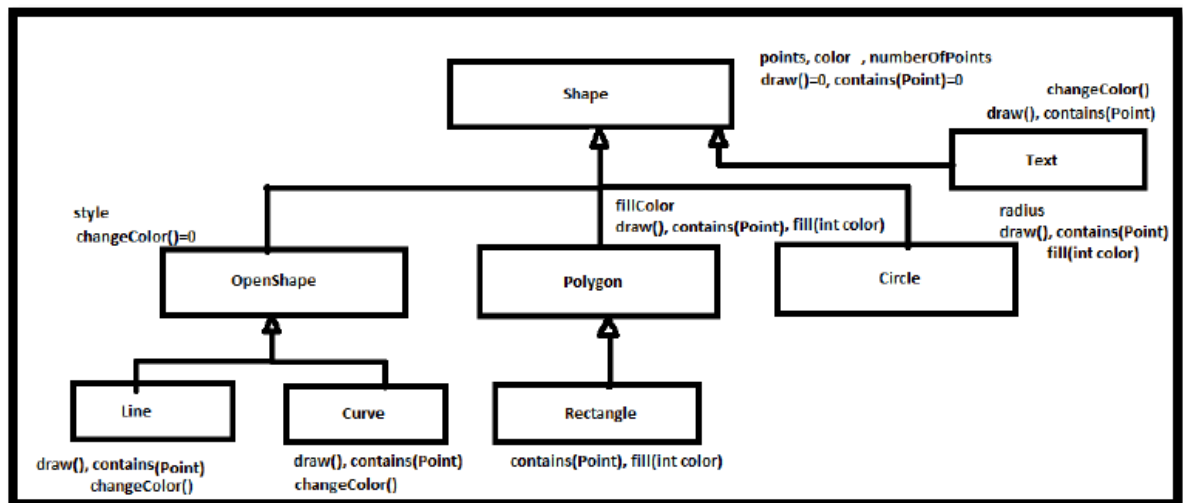 points, color , numberOfPoints
draw()=0, contains(Point)=0
Shape
changeColor()
draw(), contains(Point)
Text
style
changeColor()=0
OpenShape
fillColor
draw(), contains(Point), fill(int color)
Polygon
radius
draw(), contains(Point)
fill(int color)
Circle
Line
draw(), contains(Point)
changeColor()
Curve
draw(), contains(Point)
changeColor()
Rectangle
contains(Point), fill(int color)